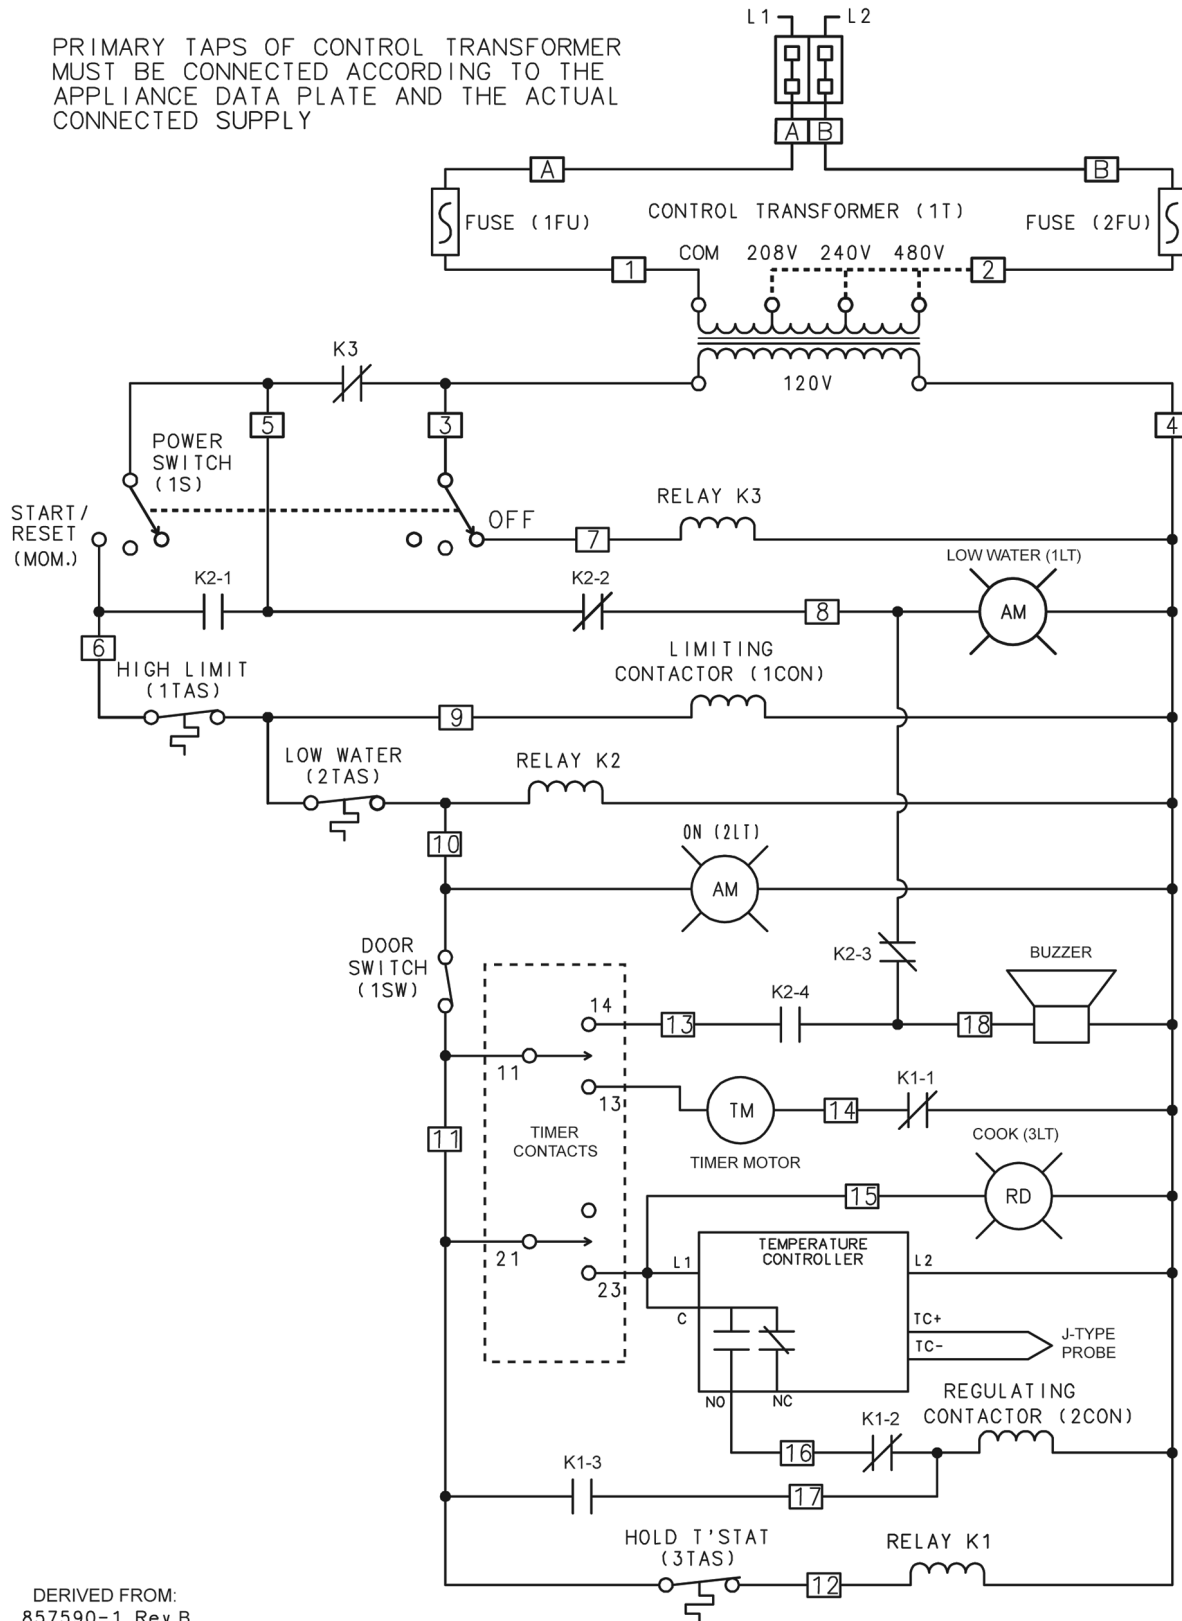 L1
L2
PRIMARY TAPS OF CONTROL TRANSFORMER
MUST BE CONNECTED ACCORDING TO THE
APPLIANCE DATA PLATE AND THE ACTUAL
CONNECTED SUPPLY
A
B
A
B
FUSE (1FU)
CONTROL TRANSFORMER (1T)
FUSE (2FU)
COM
208V
240V
480V
1
2
K3
120V
5
3
4
POWER
SWITCH
(1S)
START/
RESET
(MOM.)
OFF
7
RELAY K3
LOW WATER (1LT)
K2-1
K2-2
8
AM
6
HIGH LIMIT
(1TAS)
LIMITING
CONTACTOR (1CON)
9
LOW WATER
(2TAS)
RELAY K2
10
ON (2LT)
AM
DOOR
SWITCH
(1SW)
K2-3
BUZZER
14
13
K2-4
18
11
13
TM
14
K1-1
11
TIMER
CONTACTS
TIMER MOTOR
COOK (3LT)
15
RD
21
23
L1
TEMPERATURE
CONTROLLER
L2
C
TC+
TC-
J-TYPE
PROBE
NO
NC
REGULATING
CONTACTOR (2CON)
K1-2
16
K1-3
17
HOLD T'STAT
(3TAS)
12
RELAY K1
DERIVED FROM:
857590-1 Rev B